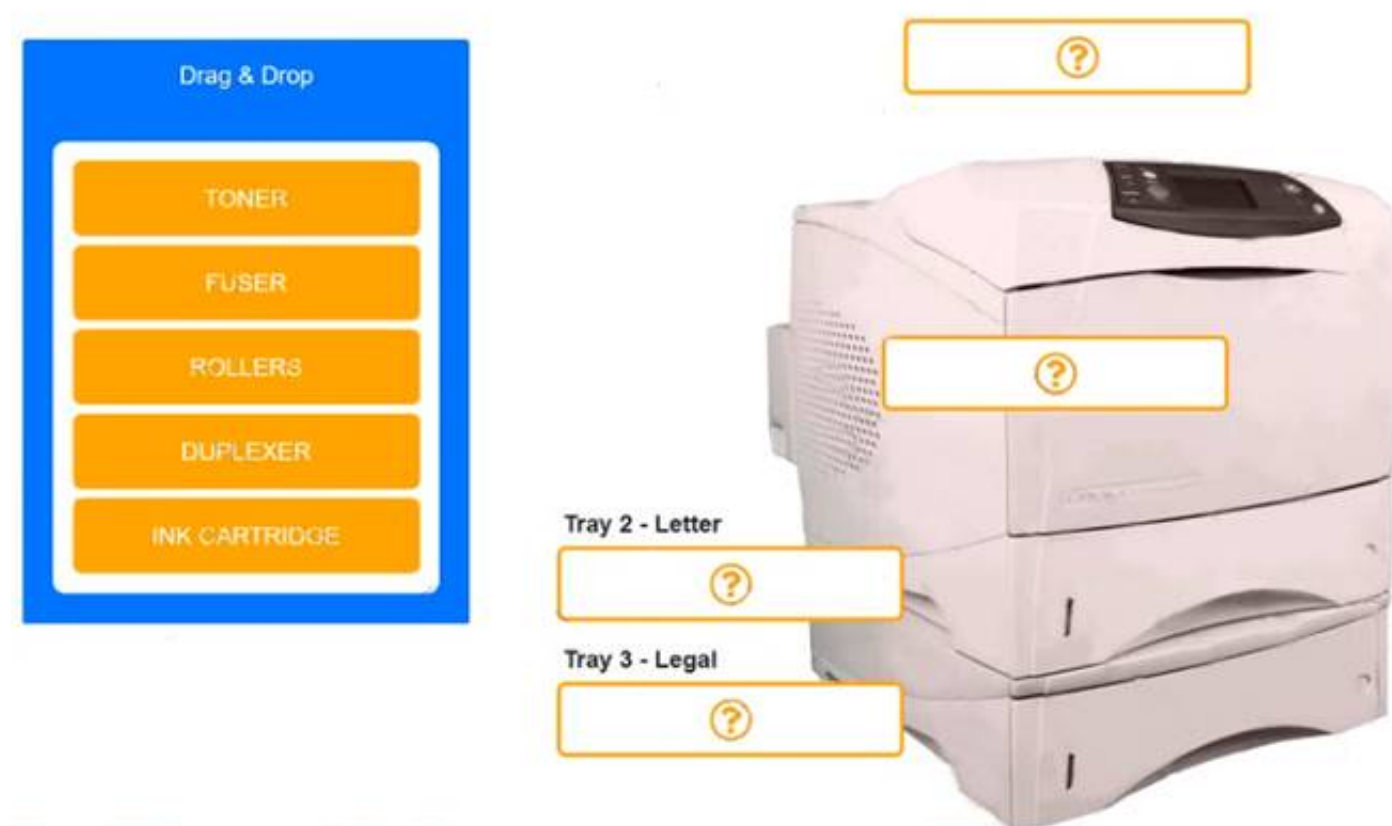 Drag & Drop
TONER
FUSER
ROLLERS
DUPLEXER
INK CARTRIDGE
?
?
Tray 2 - Letter
?
Tray 3 - Legal
?